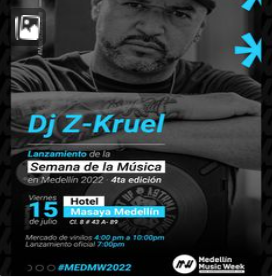 Dj Z-Kruel
Lanzamiento de la
Semana de la Música
en Medellín 2022 - 4ta edición
Viernes
15
de julio
Hotel
Masaya Medellín
Cl. 8 # 43 A- 89
Mercado de vinilos 4:00 pm a 10:00pm
Lanzamiento oficial 7:00pm
#MEDMW2022
Medellín
Music Week